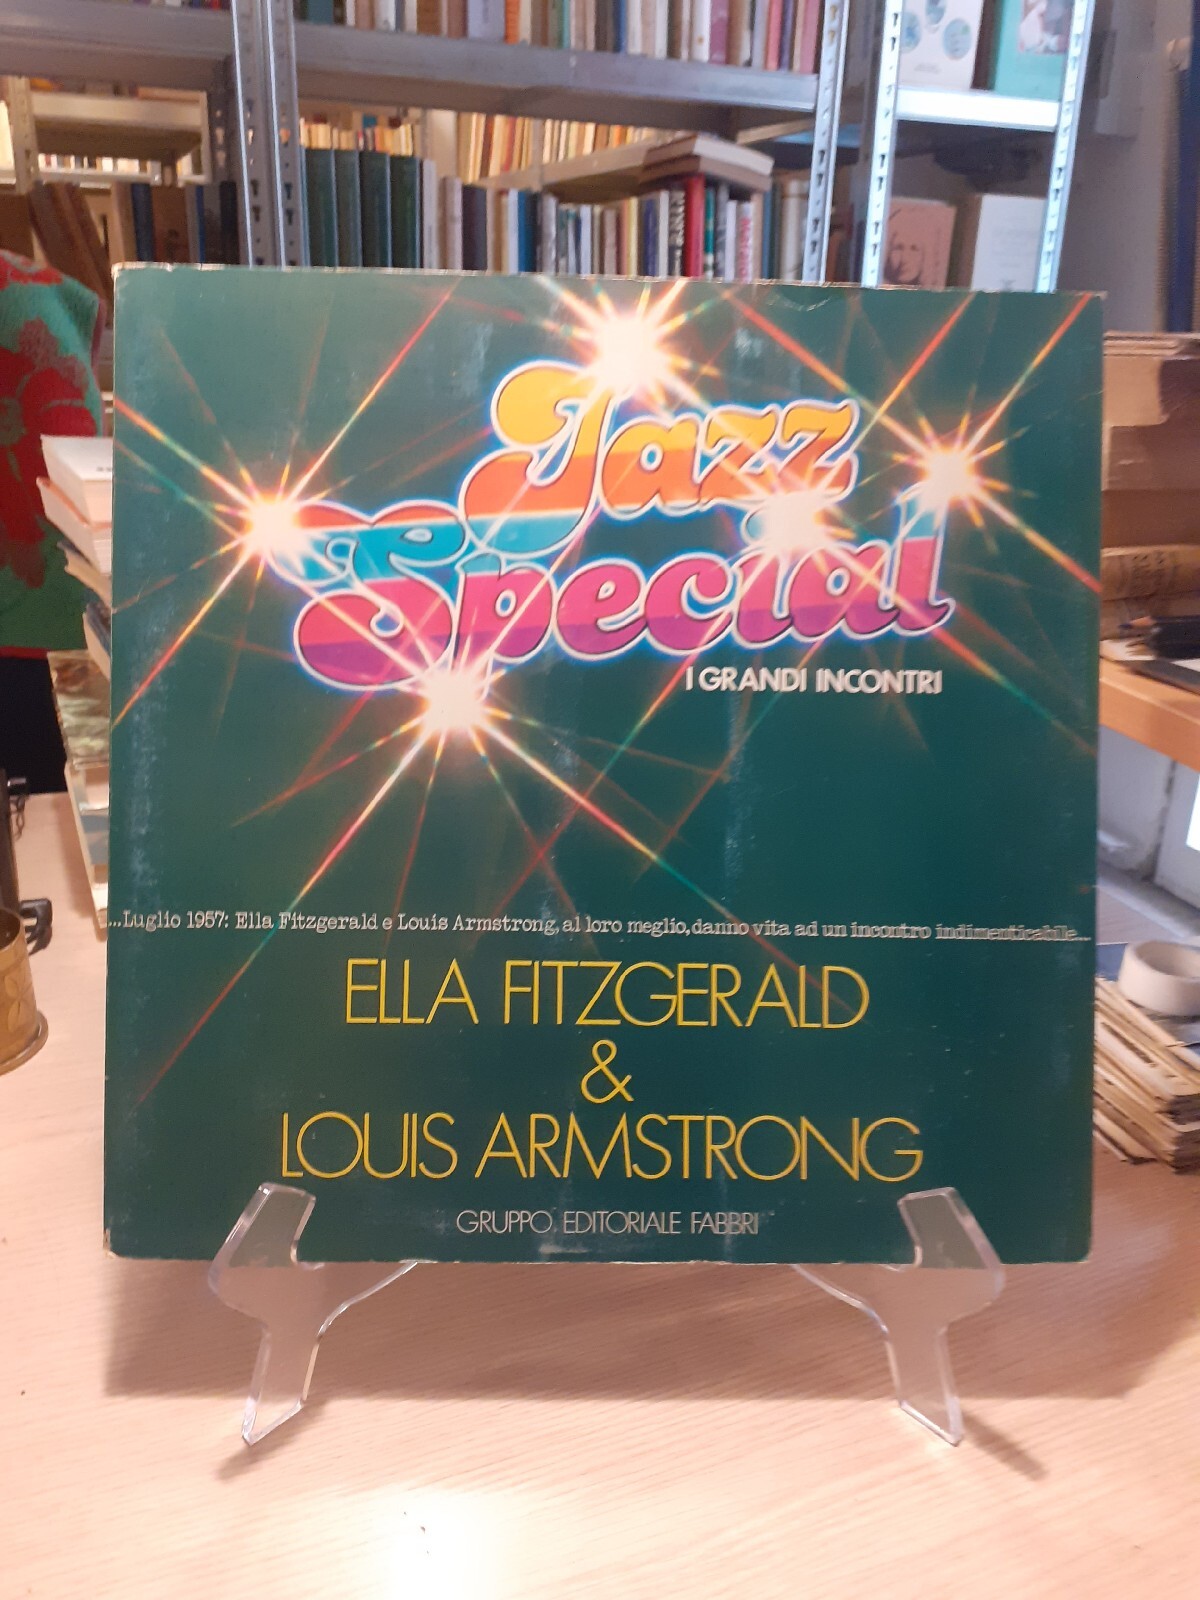 Jazz
Special
I GRANDI INCONTRI
...Luglio 1957: Ella Fitzgerald e Louis Armstrong, al loro meglio, danno vita ad un incontro indimenticabile...
ELLA FITZGERALD
&
LOUIS ARMSTRONG
GRUPPO EDITORIALE FABBRI